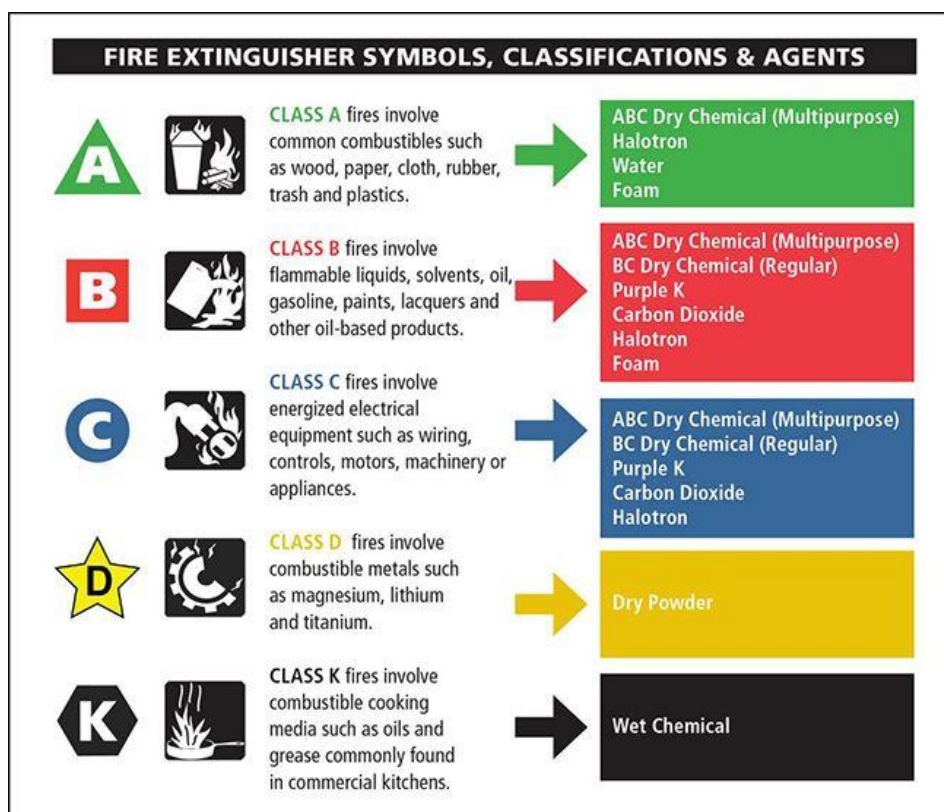 FIRE EXTINGUISHER SYMBOLS, CLASSIFICATIONS & AGENTS
A
CLASS A fires involve
common combustibles such
as wood, paper, cloth, rubber,
trash and plastics.
ABC Dry Chemical (Multipurpose)
Halotron
Water
Foam
B
CLASS B fires involve
flammable liquids, solvents, oil,
gasoline, paints, lacquers and
other oil-based products.
ABC Dry Chemical (Multipurpose)
BC Dry Chemical (Regular)
Purple K
Carbon Dioxide
Halotron
Foam
C
CLASS C fires involve
energized electrical
equipment such as wiring,
controls, motors, machinery or
appliances.
ABC Dry Chemical (Multipurpose)
BC Dry Chemical (Regular)
Purple K
Carbon Dioxide
Halotron
D
CLASS D fires involve
combustible metals such
as magnesium, lithium
and titanium.
Dry Powder
K
CLASS K fires involve
combustible cooking
media such as oils and
grease commonly found
in commercial kitchens.
Wet Chemical